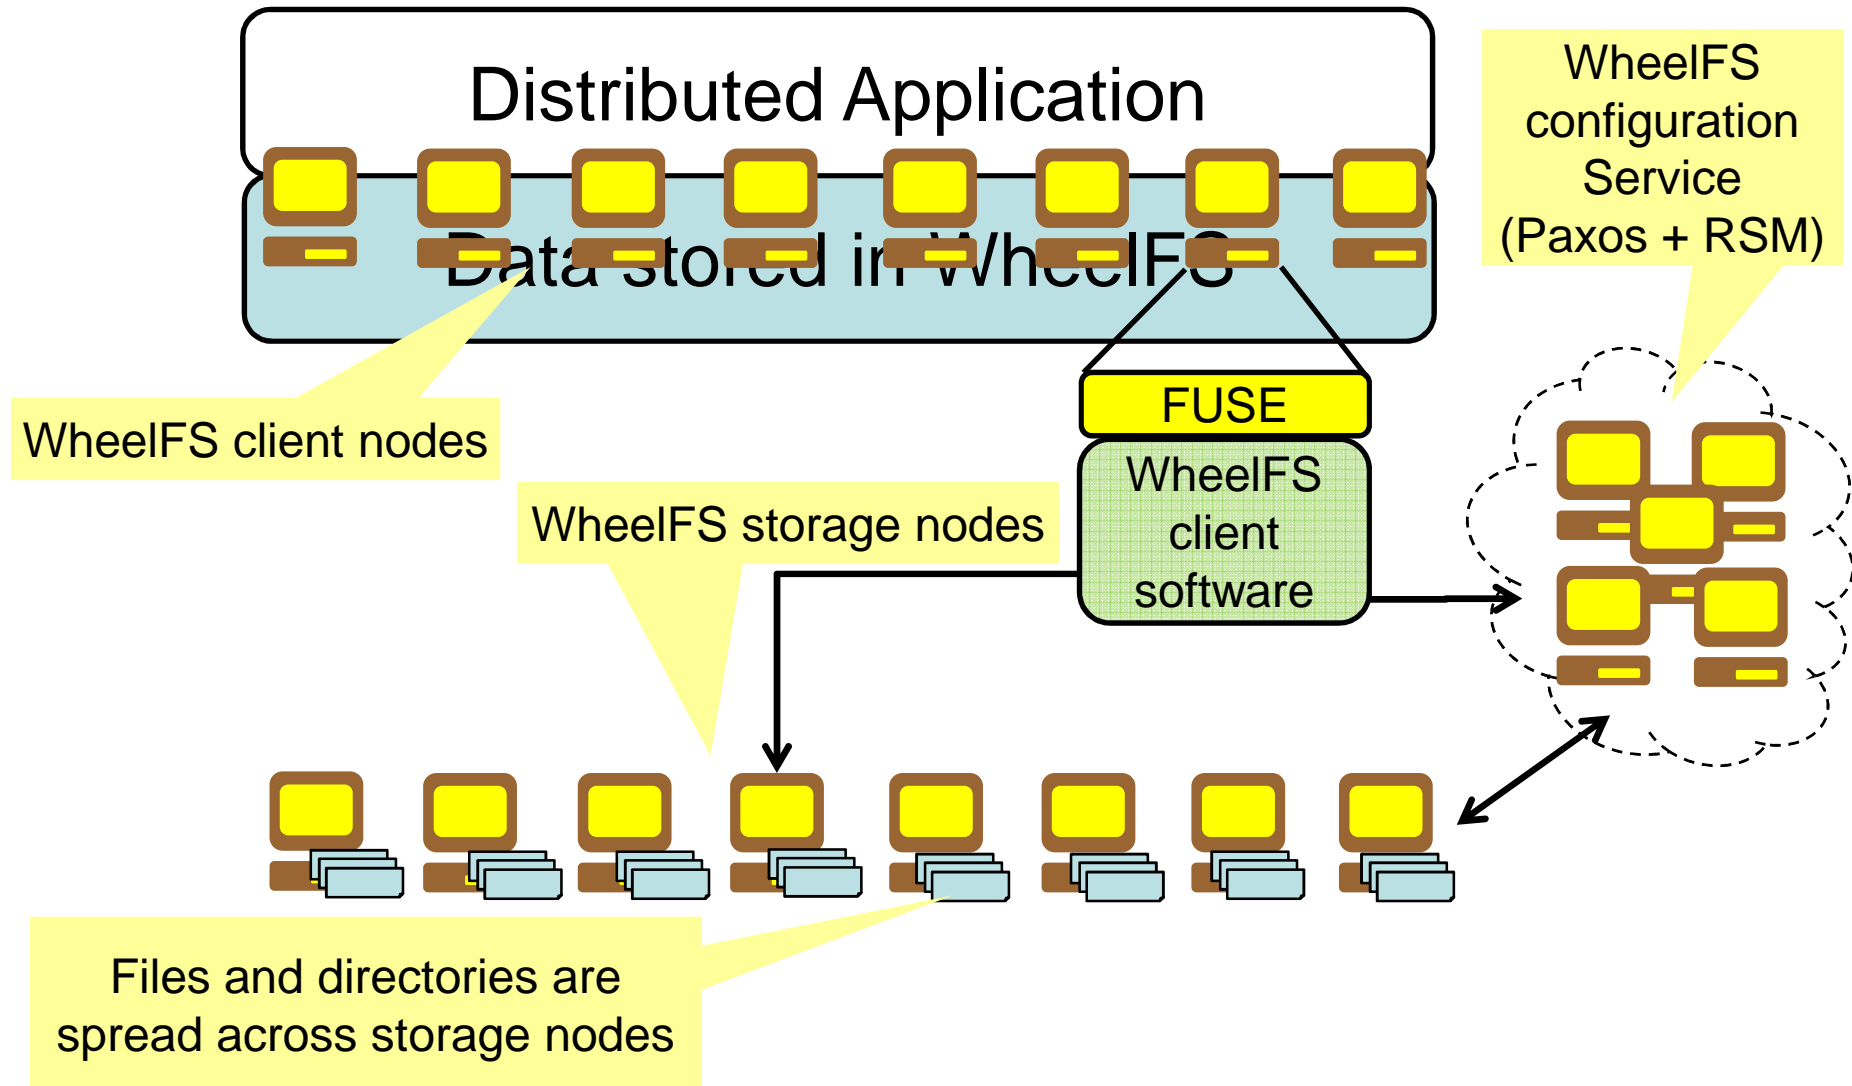 Distributed Application
WheelFS
configuration
Service
(Paxos + RSM)
Data stored in WheelFS
FUSE
WheelFS client nodes
WheelFS
client
software
WheelFS storage nodes
Files and directories are
spread across storage nodes